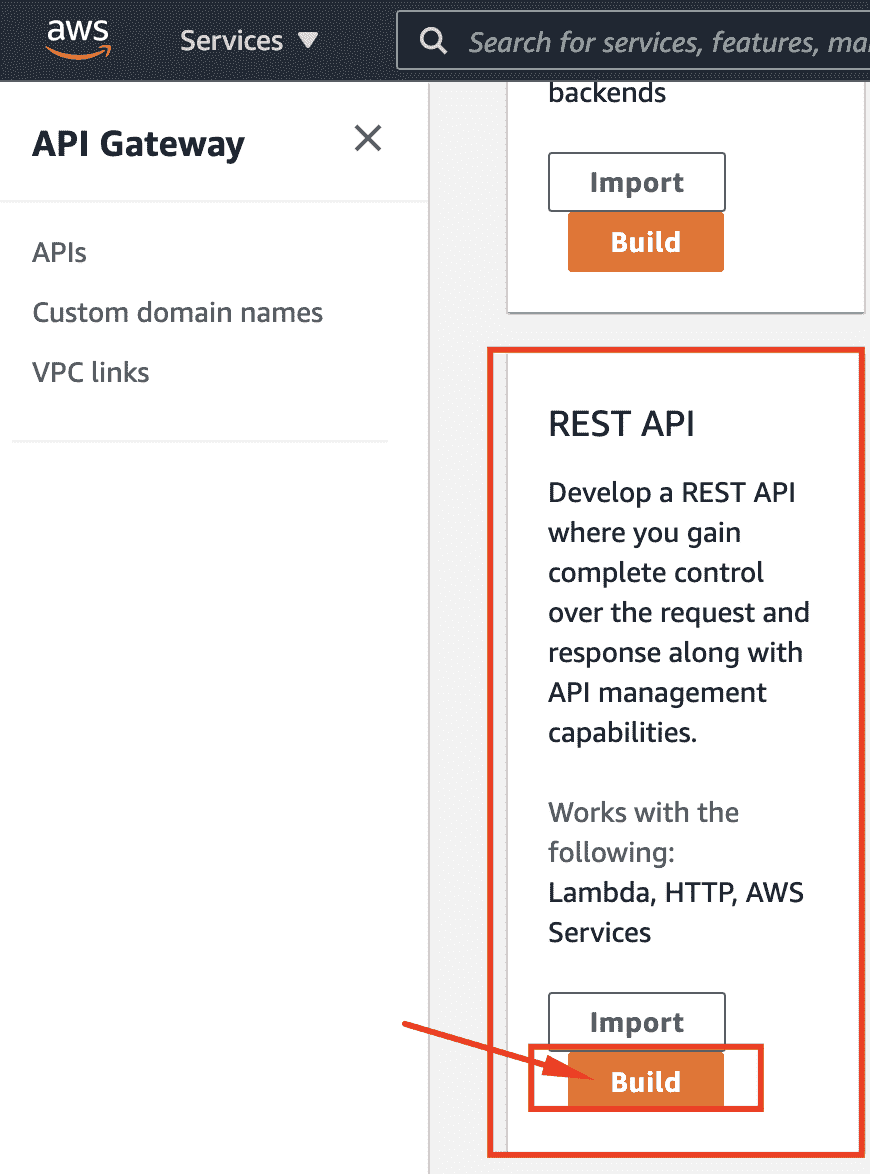 aws
Services
Search for services, features,
API Gateway
APIs
Custom domain names
VPC links
backends
Import
Build
REST API
Develop a REST API
where you gain
complete control
over the request and
response along with
API management
capabilities.
Works with the
following:
Lambda, HTTP, AWS
Services
Import
Build